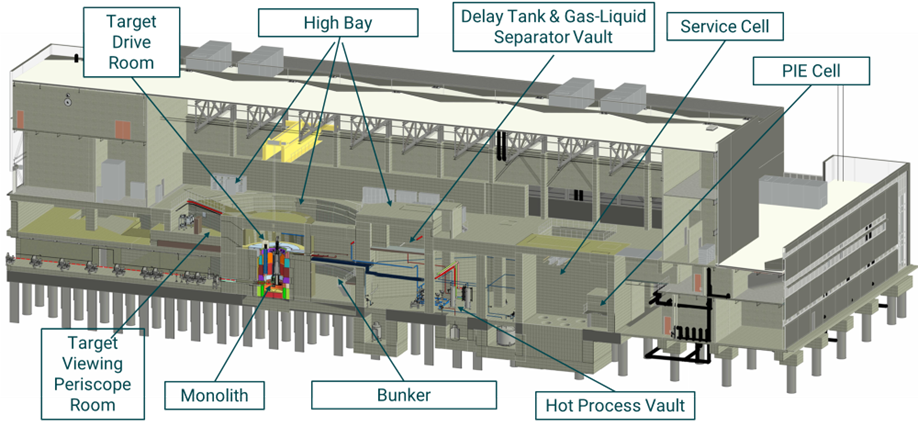 Target
Drive
Room
High Bay
Delay Tank & Gas-Liquid
Separator Vault
Service Cell
PIE Cell
Target
Viewing
Periscope
Room
Monolith
Bunker
Hot Process Vault